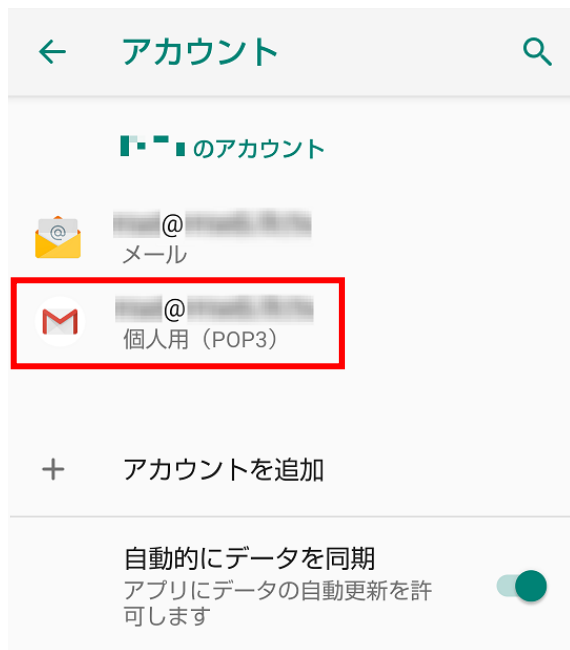 アカウント
のアカウント
@
メール
@
個人用（POP3）
アカウントを追加
自動的にデータを同期
アプリにデータの自動更新を許
可します